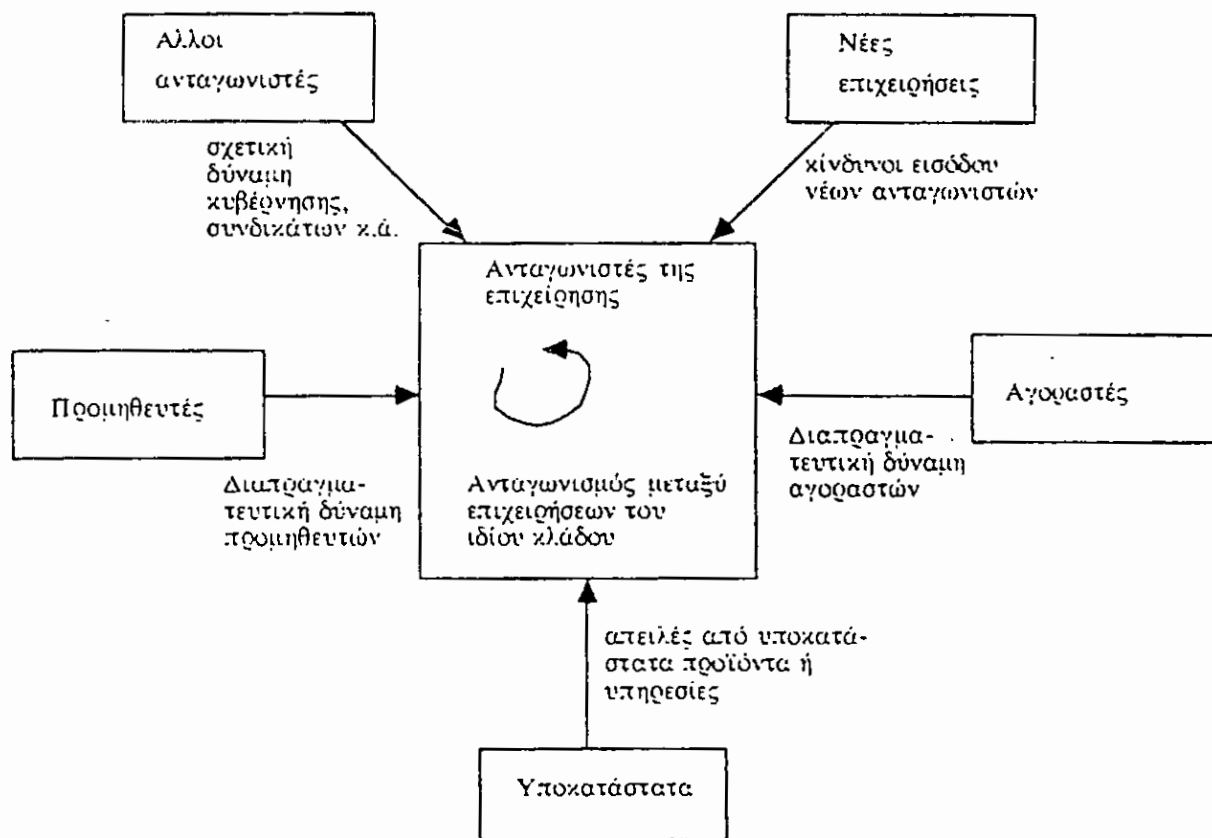 Αλλοι
ανταγωνιστές
Νέες
επιχειρήσεις
σχετική
δύναμη
κυβέρνησης,
συνδικάτων κ.ά.
κίνδυνοι εισόδου
νέων ανταγωνιστών
Ανταγωνιστές της
επιχείρησης
Προμηθευτές
Αγοραστές
Διαπραγμα-
τευτική δύναμη
προμηθευτών
Ανταγωνισμός μεταξύ
επιχειρήσεων του
ιδίου κλάδου
Διαπραγμα-
τευτική δύναμη
αγοραστών
απειλές από υποκατά-
στατα προϊόντα ή
υπηρεσίες
Υποκατάστατα